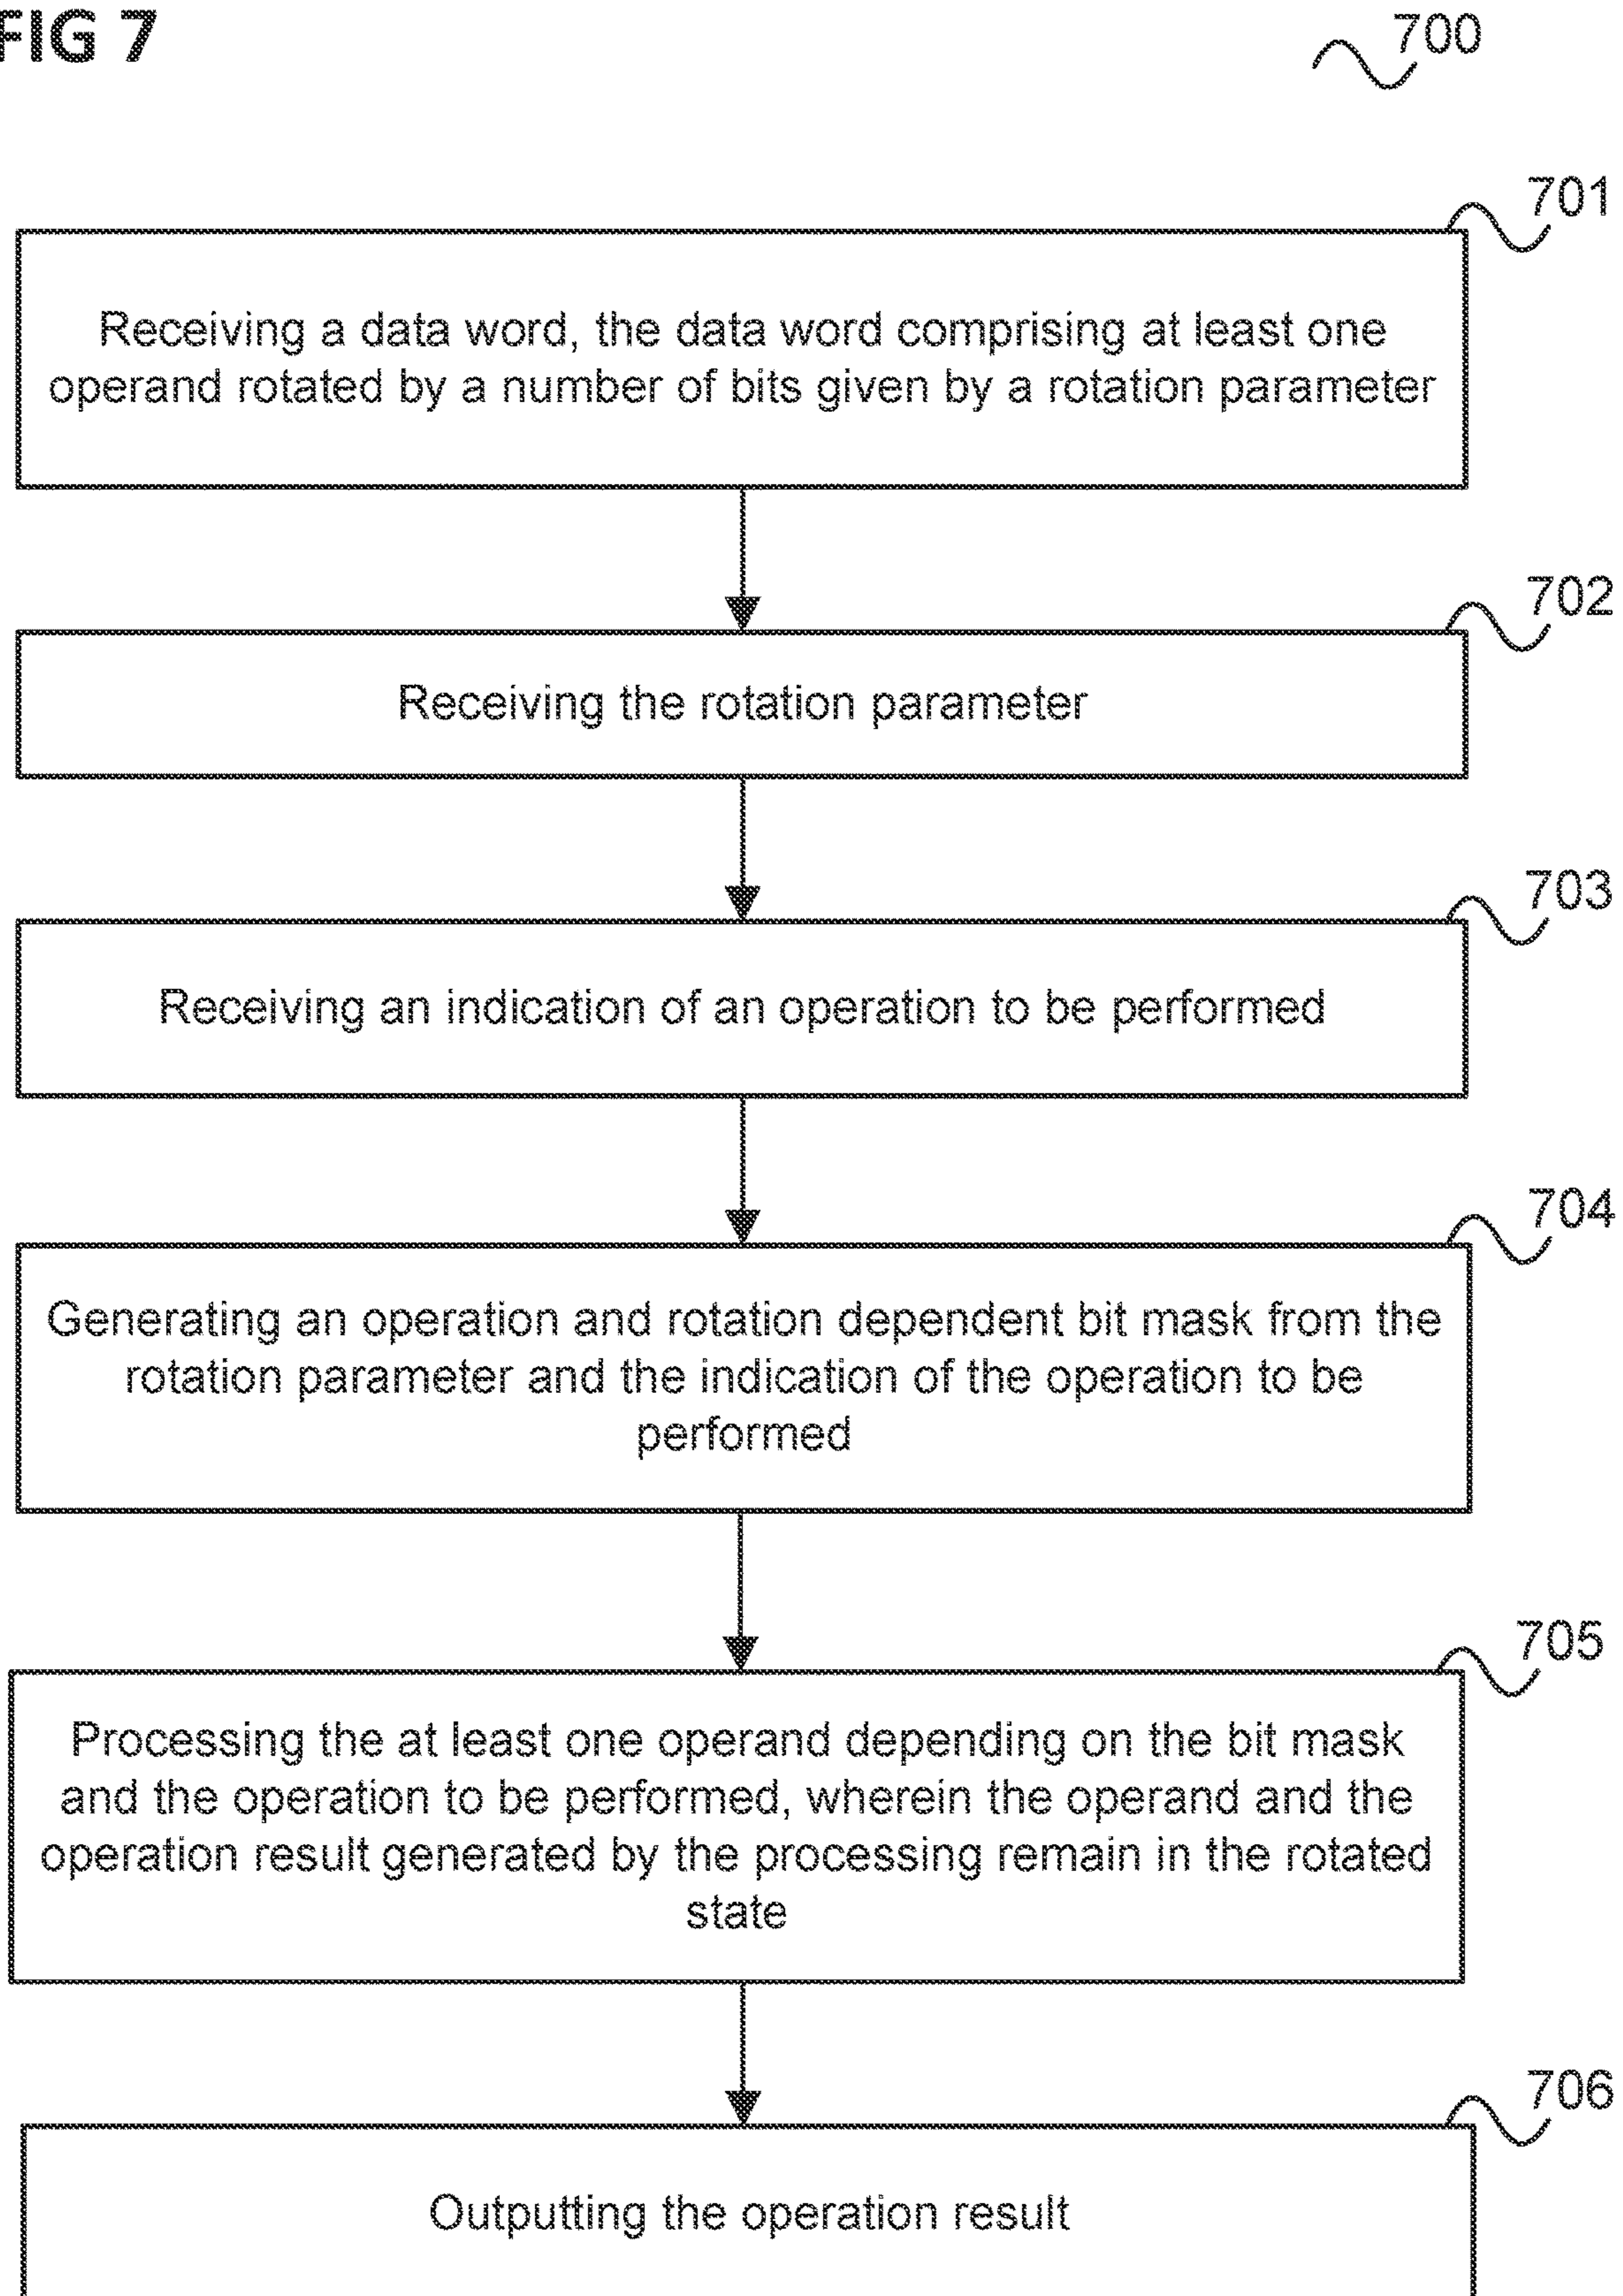 FIG 7
700
701
Receiving a data word, the data word comprising at least one
operand rotated by a number of bits given by a rotation parameter
702
Receiving the rotation parameter
703
Receiving an indication of an operation to be performed
704
Generating an operation and rotation dependent bit mask from the
rotation parameter and the indication of the operation to be
performed
705
Processing the at least one operand depending on the bit mask
and the operation to be performed, wherein the operand and the
operation result generated by the processing remain in the rotated
state
706
Outputting the operation result